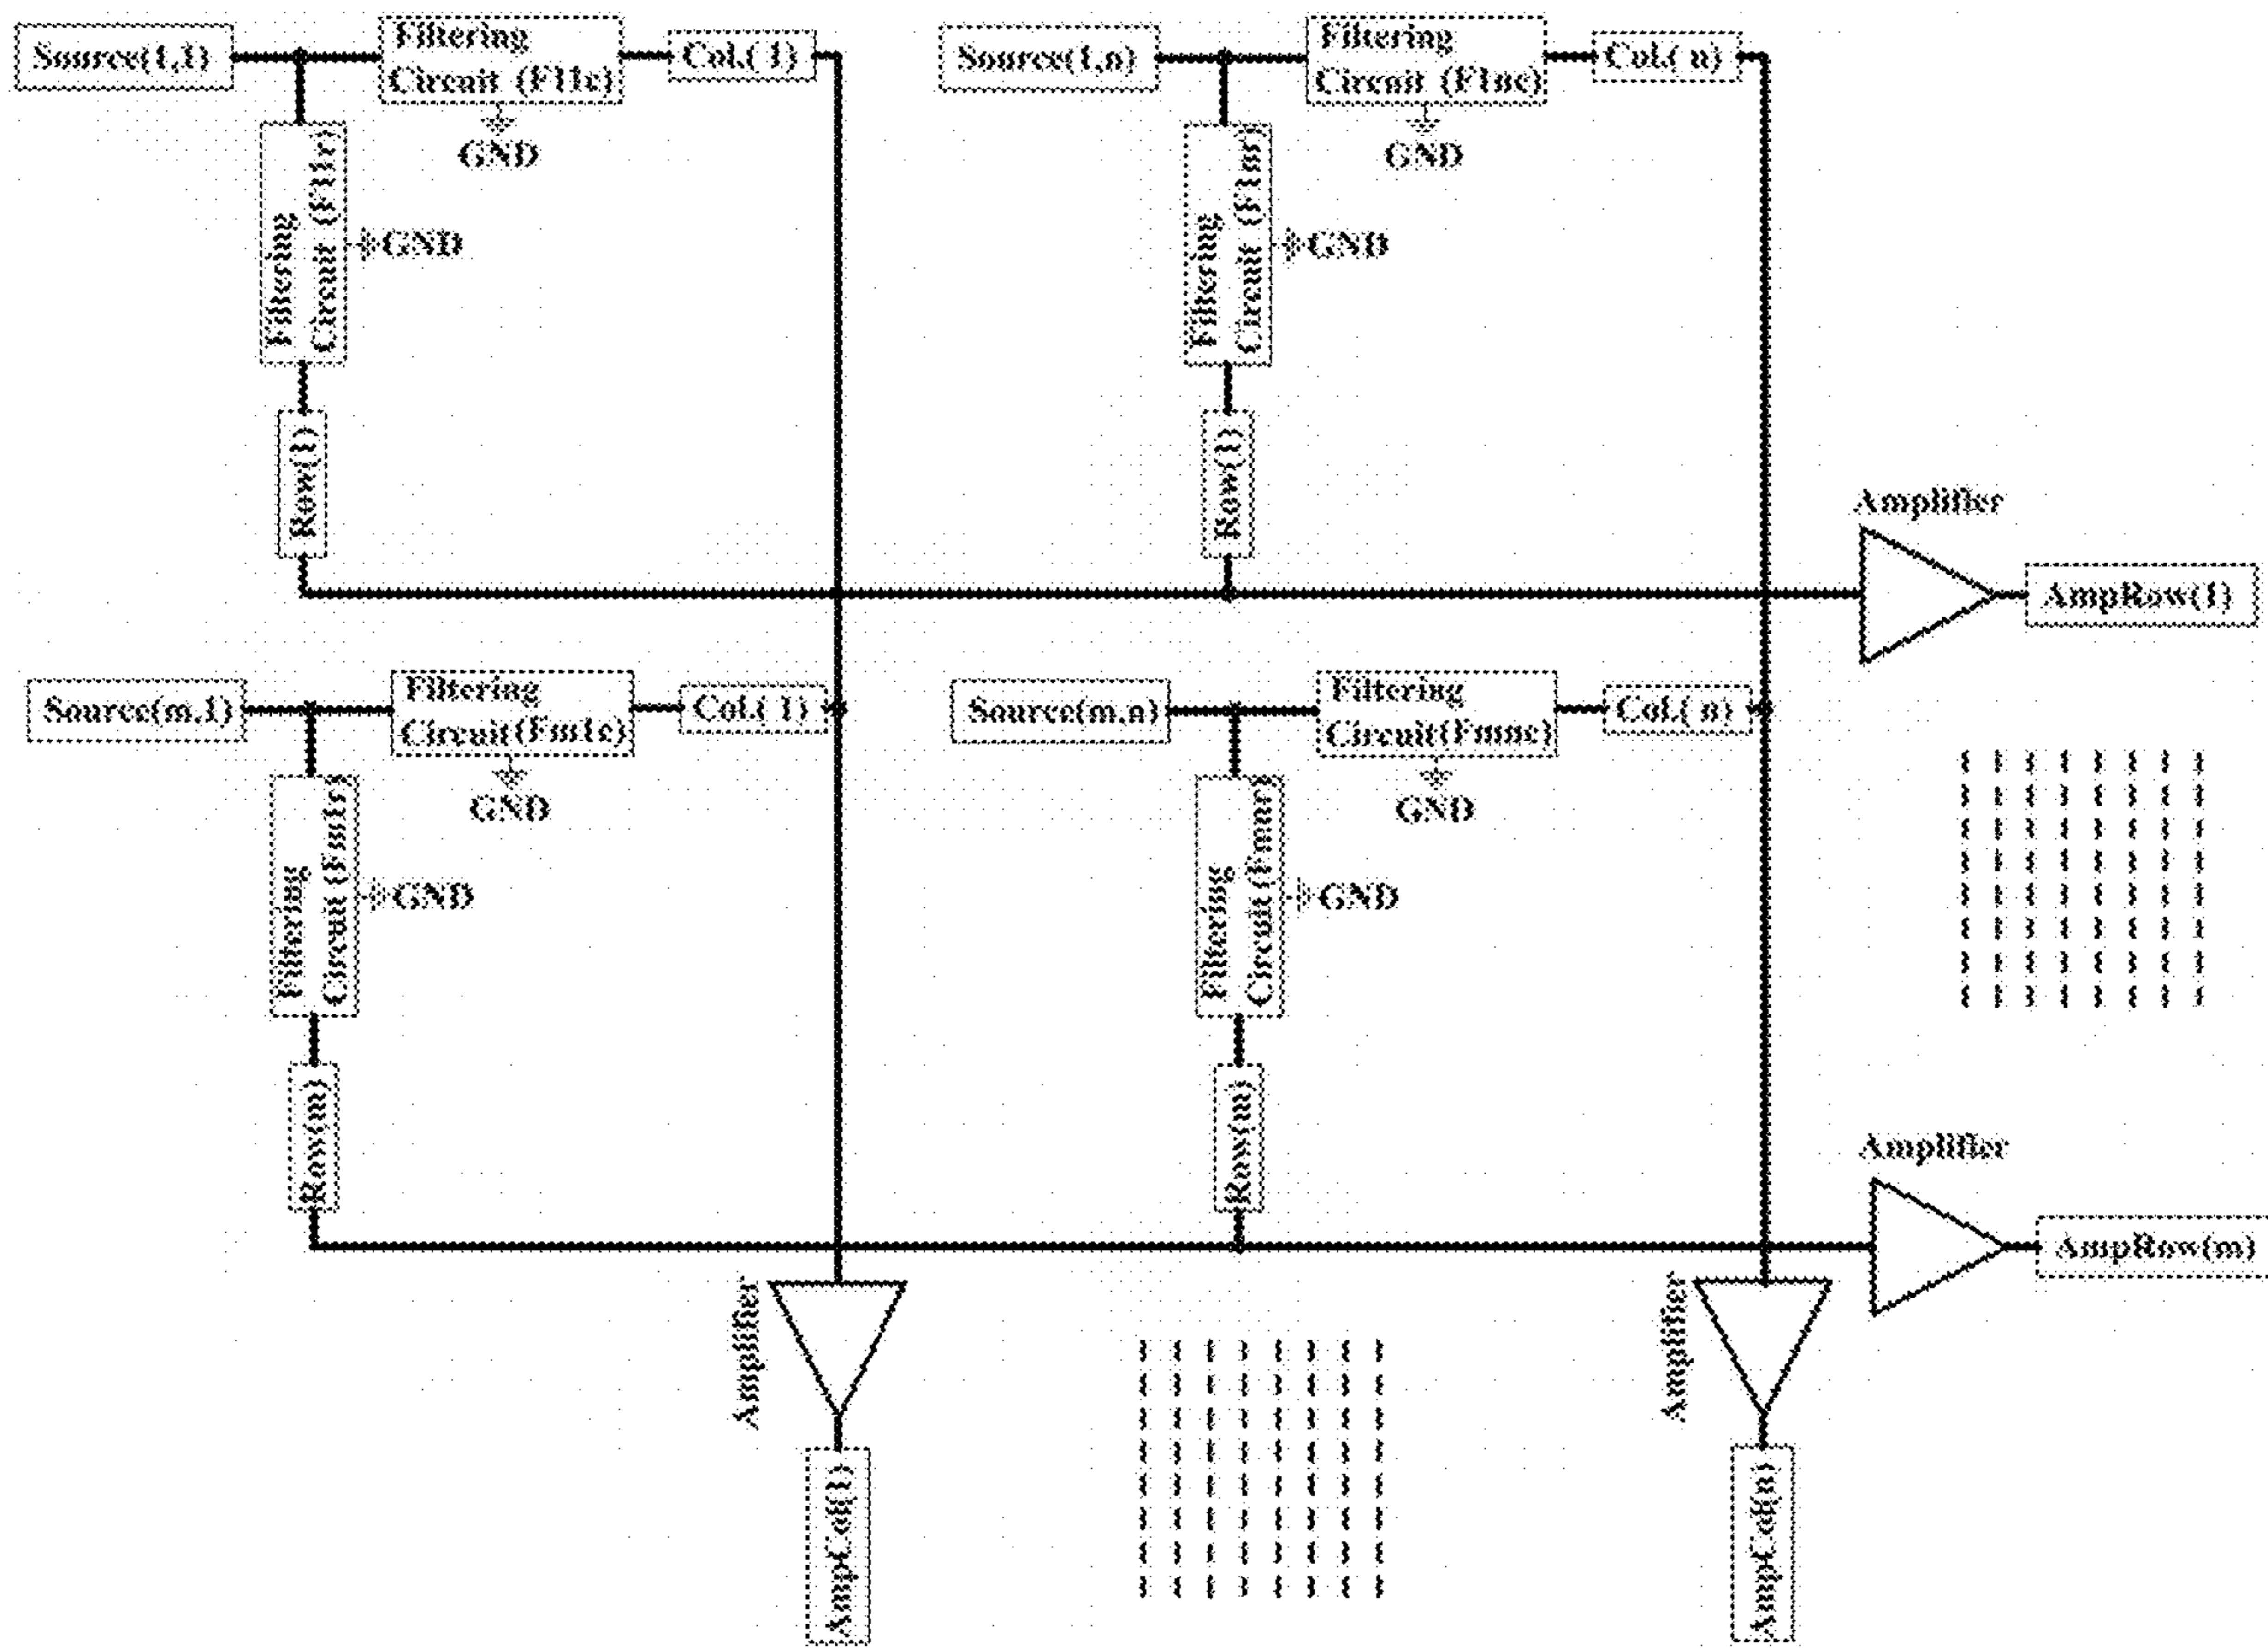 Source(1,1)
Filtering
Circuit (F11c)
Col.( 1)
GND
Filtering
Circuit (F11r)
GND
Row(1)
Source(1,n)
Filtering
Circuit (F1nc)
Col.( n)
GND
Filtering
Circuit (F1nr)
GND
Row(1)
Amplifier
AmpRow(1)
Source(m,1)
Filtering
Circuit(Fm1c)
Col.( 1)
GND
Filtering
Circuit (Fm1r)
GND
Row(m)
Source(m,n)
Filtering
Circuit(Fmnc)
Col.( n)
GND
Filtering
Circuit (Fmnr)
GND
Row(m)
Amplifier
AmpRow(m)
Amplifier
AmpCol(1)
Amplifier
AmpCol(n)